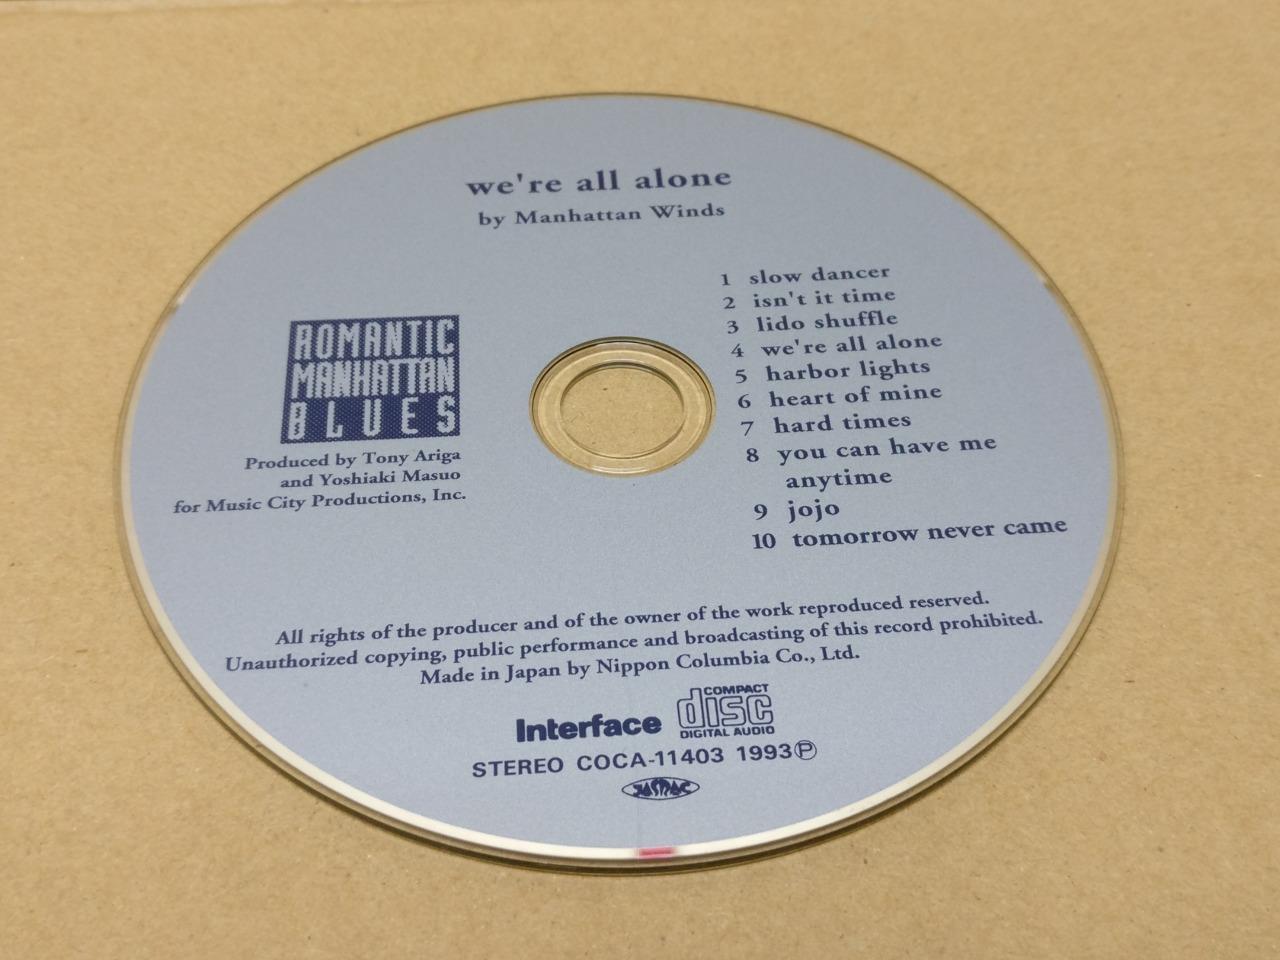 we're all alone
by Manhattan Winds
1 slow dancer
2 isn't it time
3 lido shuffle
4 we're all alone
5 harbor lights
6 heart of mine
7 hard times
8 you can have me
anytime
9 jojo
10 tomorrow never came
ROMANTIC
MANHATTAN
BLUES
Produced by Tony Ariga
and Yoshiaki Masuo
for Music City Productions, Inc.
All rights of the producer and of the owner of the work reproduced reserved.
Unauthorized copying, public performance and broadcasting of this record prohibited.
Made in Japan by Nippon Columbia Co., Ltd.
Interface
COMPACT
disc
DIGITAL AUDIO
STEREO COCA-11403 1993Ⓟ
JASRAC